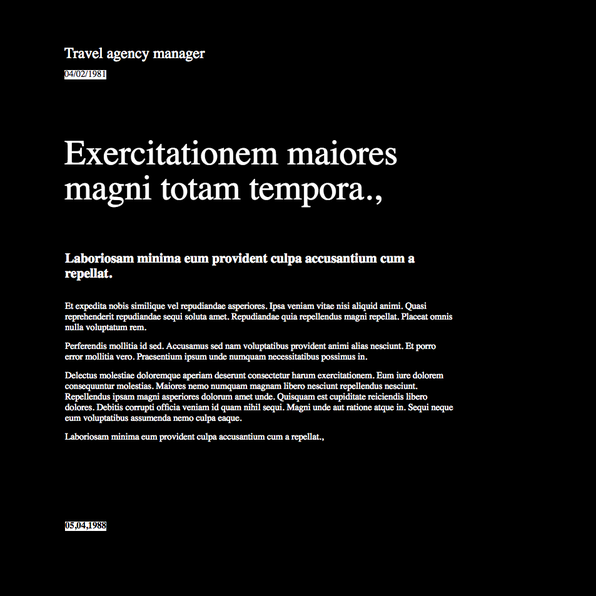 Travel agency manager
04/02/1981
Exercitationem maiores
magni totam tempora.,
Laboriosam minima eum provident culpa accusantium cum a
repellat.
Et expedita nobis similique vel repudiandae asperiores. Ipsa veniam vitae nisi aliquid animi. Quasi
reprehenderit repudiandae sequi soluta amet. Repudiandae quia repellendus magni repellat. Placeat omnis
nulla voluptatum rem.
Perferendis mollitia id sed. Accusamus sed nam voluptatibus provident animi alias nesciunt. Et porro
error mollitia vero. Praesentium ipsum unde numquam necessitatibus possimus in.
Delectus molestiae doloremque aperiam deserunt consectetur harum exercitationem. Eum iure dolorem
consequuntur molestias. Maiores nemo numquam magnam libero nesciunt repellendus nesciunt.
Repellendus ipsam magni asperiores dolorum amet unde. Quisquam est cupiditate reiciendis libero
dolores. Debitis corrupti officia veniam id quam nihil sequi. Magni unde aut ratione atque in. Sequi neque
eum voluptatibus assumenda nemo culpa eaque.
Laboriosam minima eum provident culpa accusantium cum a repellat.,
05,04,1988